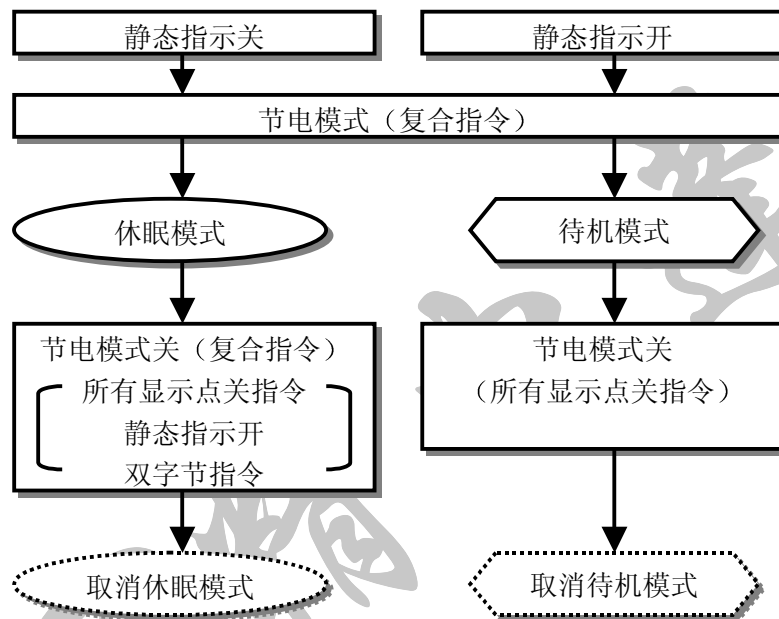 静态指示关
静态指示开
节电模式（复合指令）
休眠模式
待机模式
节电模式关（复合指令）
所有显示点关指令
静态指示开
双字节指令
节电模式关
（所有显示点关指令）
取消休眠模式
取消待机模式